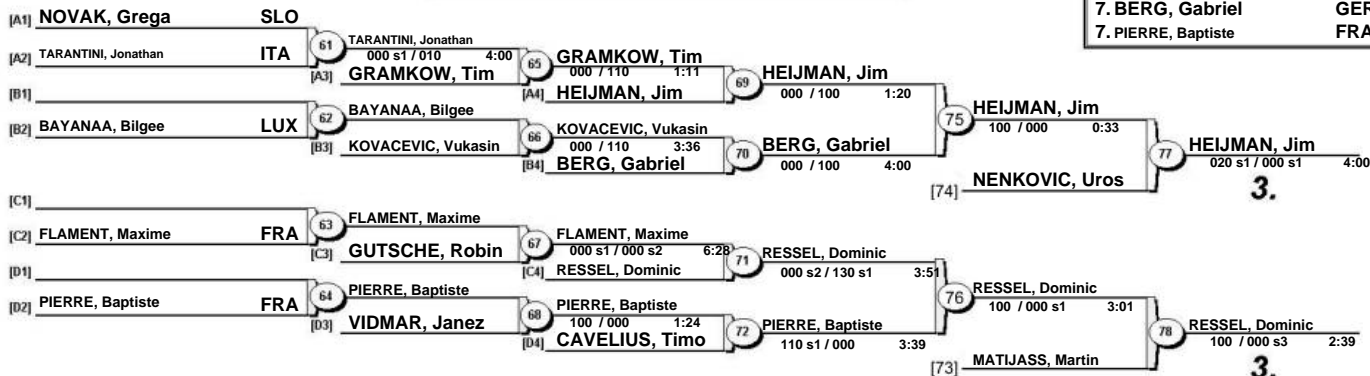 7. BERG, Gabriel GER
7. PIERRE, Baptiste FRA
[A1] NOVAK, Grega SLO
[A2] TARANTINI, Jonathan ITA
61 TARANTINI, Jonathan
000 s1 / 010 4:00
[A3] GRAMKOW, Tim
65 GRAMKOW, Tim
000 / 110 1:11
[A4] HEIJMAN, Jim
69 HEIJMAN, Jim
000 / 100 1:20
[B1]
[B2] BAYANAA, Bilgee LUX
62 BAYANAA, Bilgee
[B3] KOVACEVIC, Vukasin
66 KOVACEVIC, Vukasin
000 / 110 3:36
[B4] BERG, Gabriel
70 BERG, Gabriel
000 / 100 4:00
75 HEIJMAN, Jim
100 / 000 0:33
[74] NENKOVIC, Uros
77 HEIJMAN, Jim
020 s1 / 000 s1 4:00
3.
[C1]
[C2] FLAMENT, Maxime FRA
63 FLAMENT, Maxime
[C3] GUTSCHE, Robin
67 FLAMENT, Maxime
000 s1 / 000 s2 6:28
[C4] RESSEL, Dominic
71 RESSEL, Dominic
000 s2 / 130 s1 3:51
[D1]
[D2] PIERRE, Baptiste FRA
64 PIERRE, Baptiste
[D3] VIDMAR, Janez
68 PIERRE, Baptiste
100 / 000 1:24
[D4] CAVELIUS, Timo
72 PIERRE, Baptiste
110 s1 / 000 3:39
76 RESSEL, Dominic
100 / 000 s1 3:01
[73] MATIJASS, Martin
78 RESSEL, Dominic
100 / 000 s3 2:39
3.